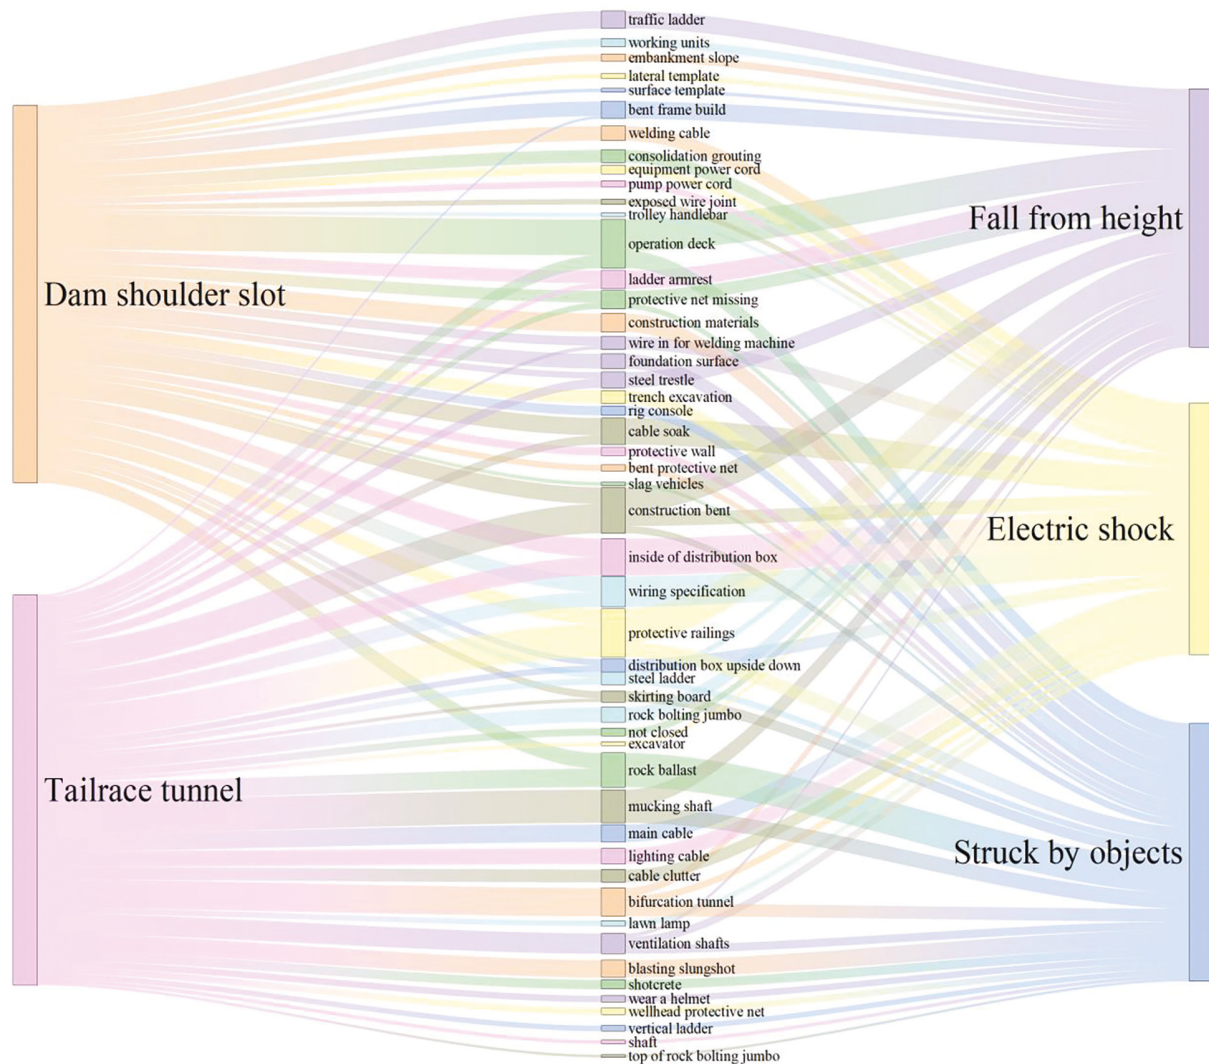 Dam shoulder slot
Tailrace tunnel
traffic ladder
working units
embankment slope
lateral template
surface template
bent frame build
welding cable
consolidation grouting
equipment power cord
pump power cord
exposed wire joint
trolley handlebar
operation deck
ladder armrest
protective net missing
construction materials
wire in for welding machine
foundation surface
steel trestle
trench excavation
rig console
cable soak
protective wall
bent protective net
slag vehicles
construction bent
inside of distribution box
wiring specification
protective railings
distribution box upside down
steel ladder
skirting board
rock bolting jumbo
not closed
excavator
rock ballast
mucking shaft
main cable
lighting cable
cable clutter
bifurcation tunnel
lawn lamp
ventilation shafts
blasting slungshot
shotcrete
wear a helmet
wellhead protective net
vertical ladder
shaft
top of rock bolting jumbo
Fall from height
Electric shock
Struck by objects